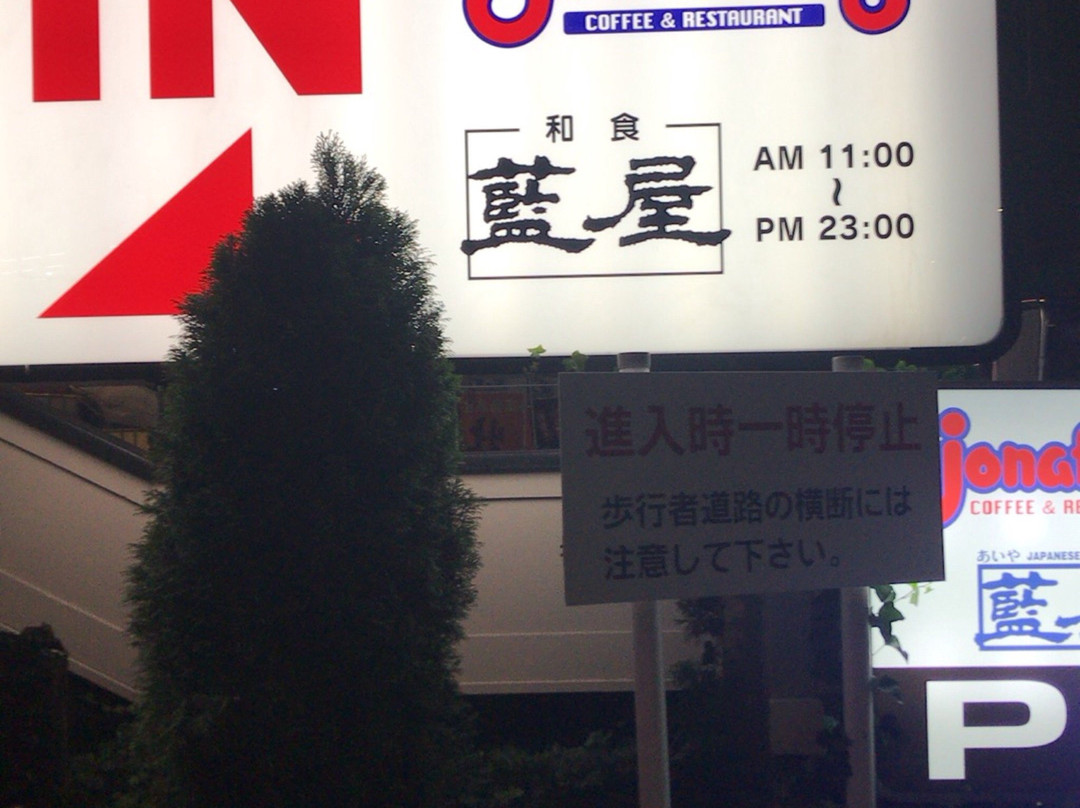 IN
COFFEE & RESTAURANT
和食
藍屋
AM 11:00
〜
PM 23:00
進入時一時停止
歩行者道路の横断には
注意して下さい。
COFFEE &
あいや JAPANESE
藍
P